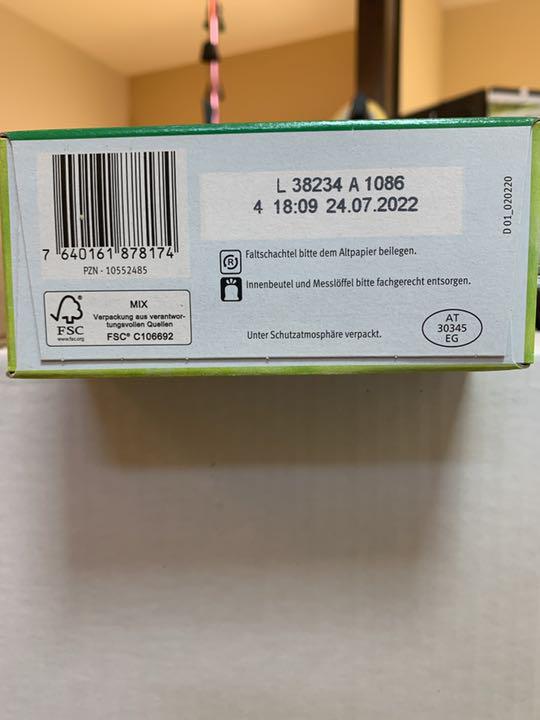 L 38234 A 1086
4 18:09 24.07.2022
7 640161 878174
PZN - 10552485
Faltschachtel bitte dem Altpapier beilegen.
Innenbeutel und Messlöffel bitte fachgerecht entsorgen.
Unter Schutzatmosphäre verpackt.
FSC
www.fsc.org
MIX
Verpackung aus verantwor-
tungsvollen Quellen
FSC® C106692
R
AT
30345
EG
D 01_020220